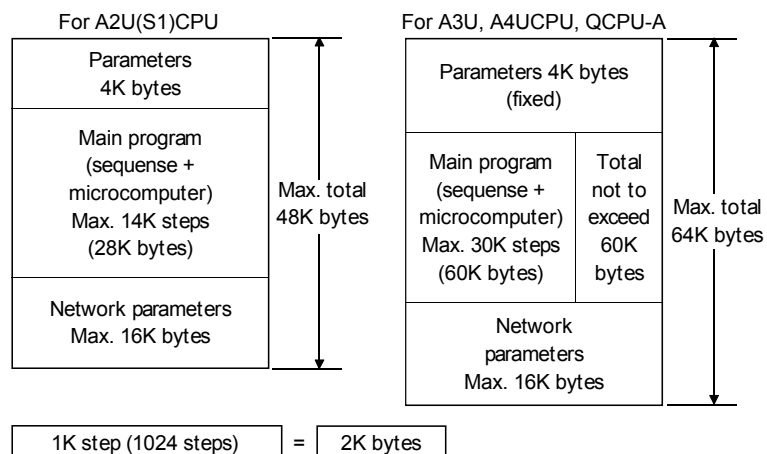 For A2U(S1)CPU
Parameters
4K bytes
Main program
(sequense +
microcomputer)
Max. 14K steps
(28K bytes)
Network parameters
Max. 16K bytes
Max. total
48K bytes
For A3U, A4UCPU, QCPU-A
Parameters 4K bytes
(fixed)
Main program
(sequense +
microcomputer)
Max. 30K steps
(60K bytes)
Total
not to
exceed
60K
bytes
Network
parameters
Max. 16K bytes
Max. total
64K bytes
1K step (1024 steps) = 2K bytes